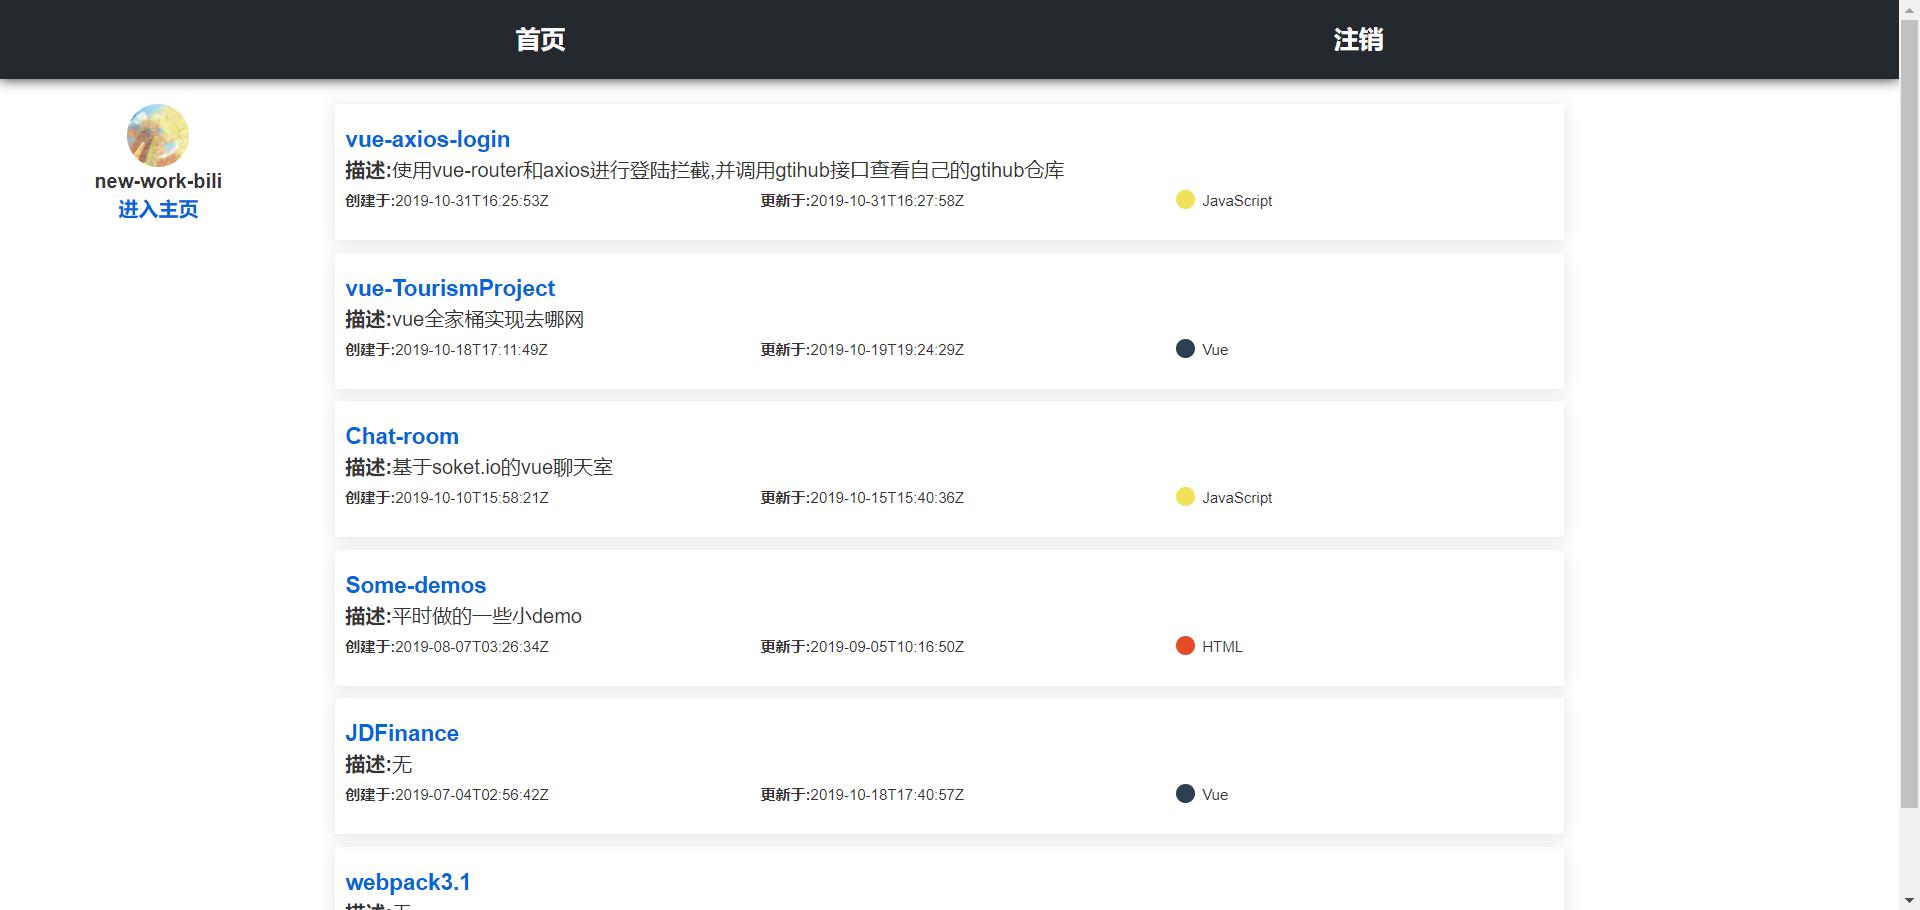 首页 注销
new-work-bili
进入主页
vue-axios-login
描述:使用vue-router和axios进行登陆拦截,并调用gtihub接口查看自己的gtihub仓库
创建于:2019-10-31T16:25:53Z 更新于:2019-10-31T16:27:58Z JavaScript
vue-TourismProject
描述:vue全家桶实现去哪网
创建于:2019-10-18T17:11:49Z 更新于:2019-10-19T19:24:29Z Vue
Chat-room
描述:基于soket.io的vue聊天室
创建于:2019-10-10T15:58:21Z 更新于:2019-10-15T15:40:36Z JavaScript
Some-demos
描述:平时做的一些小demo
创建于:2019-08-07T03:26:34Z 更新于:2019-09-05T10:16:50Z HTML
JDFinance
描述:无
创建于:2019-07-04T02:56:42Z 更新于:2019-10-18T17:40:57Z Vue
webpack3.1
描述:无